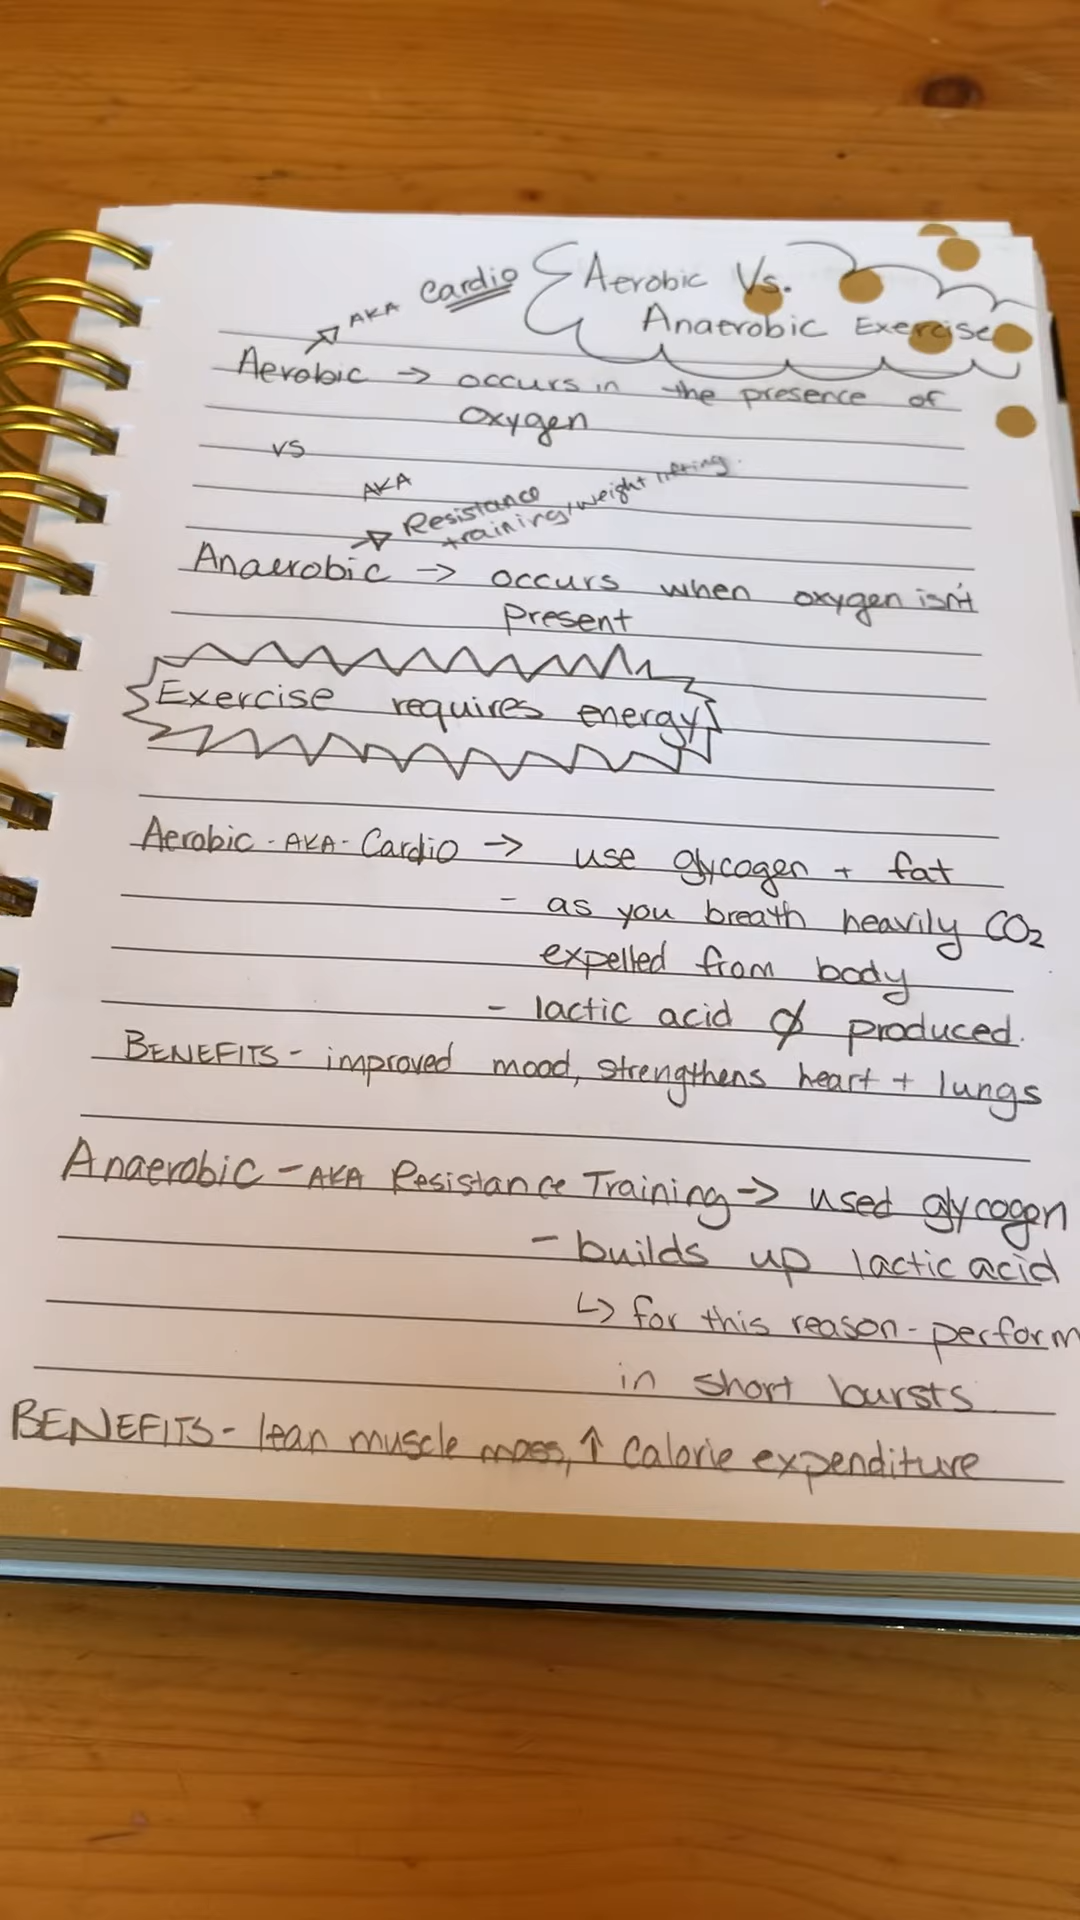 Aerobic Vs.
Anaerobic Exercise
AKA Cardio
Aerobic → occurs in the presence of
oxygen
vs
AKA
Resistance
training/weight lifting.
Anaerobic → occurs when oxygen isn't
present
Exercise requires energy
Aerobic - AKA - Cardio → use glycogen + fat
- as you breath heavily CO2
expelled from body
- lactic acid ∅ produced.
BENEFITS - improved mood, strengthens heart + lungs
Anaerobic - AKA Resistance Training → used glycogen
- builds up lactic acid
↳ for this reason - perform
in short bursts
BENEFITS - lean muscle mass, ↑ calorie expenditure